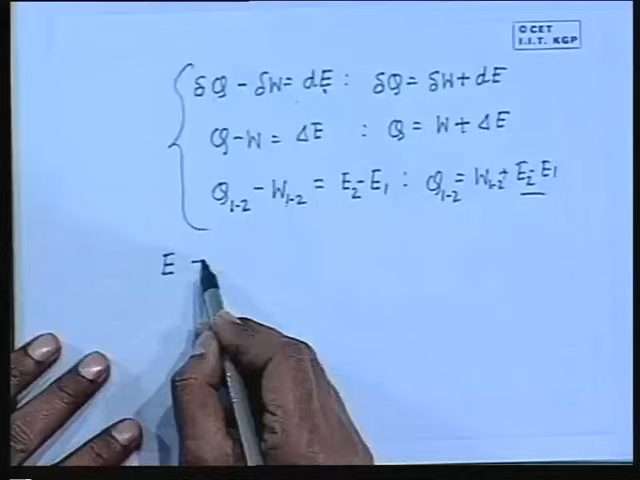 ©CET
I.I.T. KGP
δQ - δW = dE : δQ = δW + dE
Q - W = ΔE : Q = W + ΔE
Q₁₋₂ - W₁₋₂ = E₂ - E₁ : Q₁₋₂ = W₁₋₂ + E₂ - E₁
E -